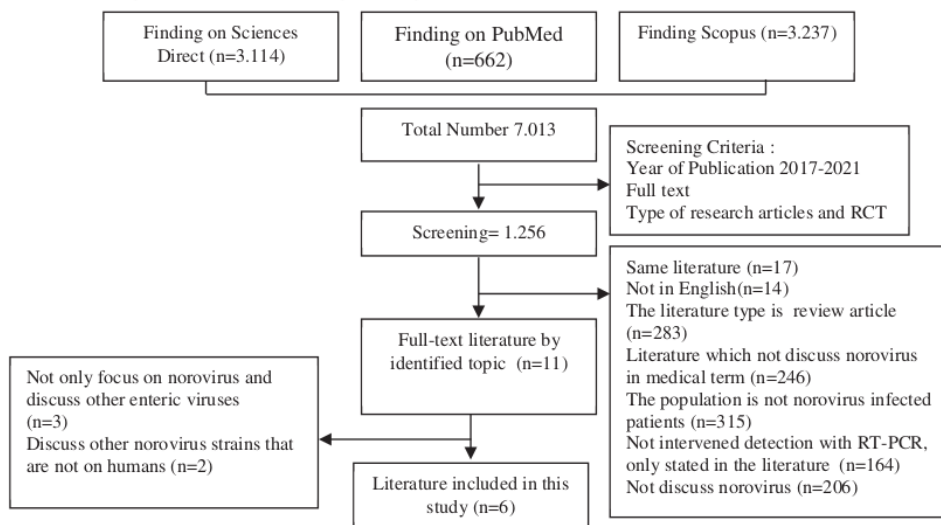 Finding on Sciences
Direct (n=3.114)
Finding on PubMed
(n=662)
Finding Scopus (n=3.237)
Total Number 7.013
Screening Criteria :
Year of Publication 2017-2021
Full text
Type of research articles and RCT
Screening= 1.256
Same literature (n=17)
Not in English(n=14)
The literature type is review article
(n=283)
Literature which not discuss norovirus
in medical term (n=246)
The population is not norovirus infected
patients (n=315)
Not intervened detection with RT-PCR,
only stated in the literature (n=164)
Not discuss norovirus (n=206)
Full-text literature by
identified topic (n=11)
Not only focus on norovirus and
discuss other enteric viruses
(n=3)
Discuss other norovirus strains that
are not on humans (n=2)
Literature included in this
study (n=6)